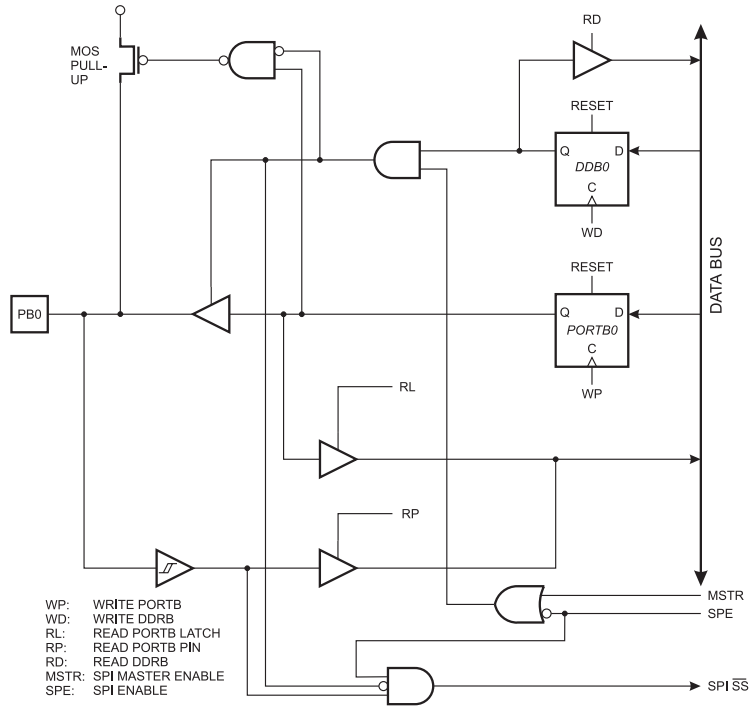 RD
MOS
PULL-
UP
RESET
Q D
DDB0
C
WD
DATA BUS
RESET
PB0
Q D
PORTB0
C
WP
RL
RP
WP: WRITE PORTB
WD: WRITE DDRB
RL: READ PORTB LATCH
RP: READ PORTB PIN
RD: READ DDRB
MSTR: SPI MASTER ENABLE
SPE: SPI ENABLE
MSTR
SPE
SPI S̅S̅